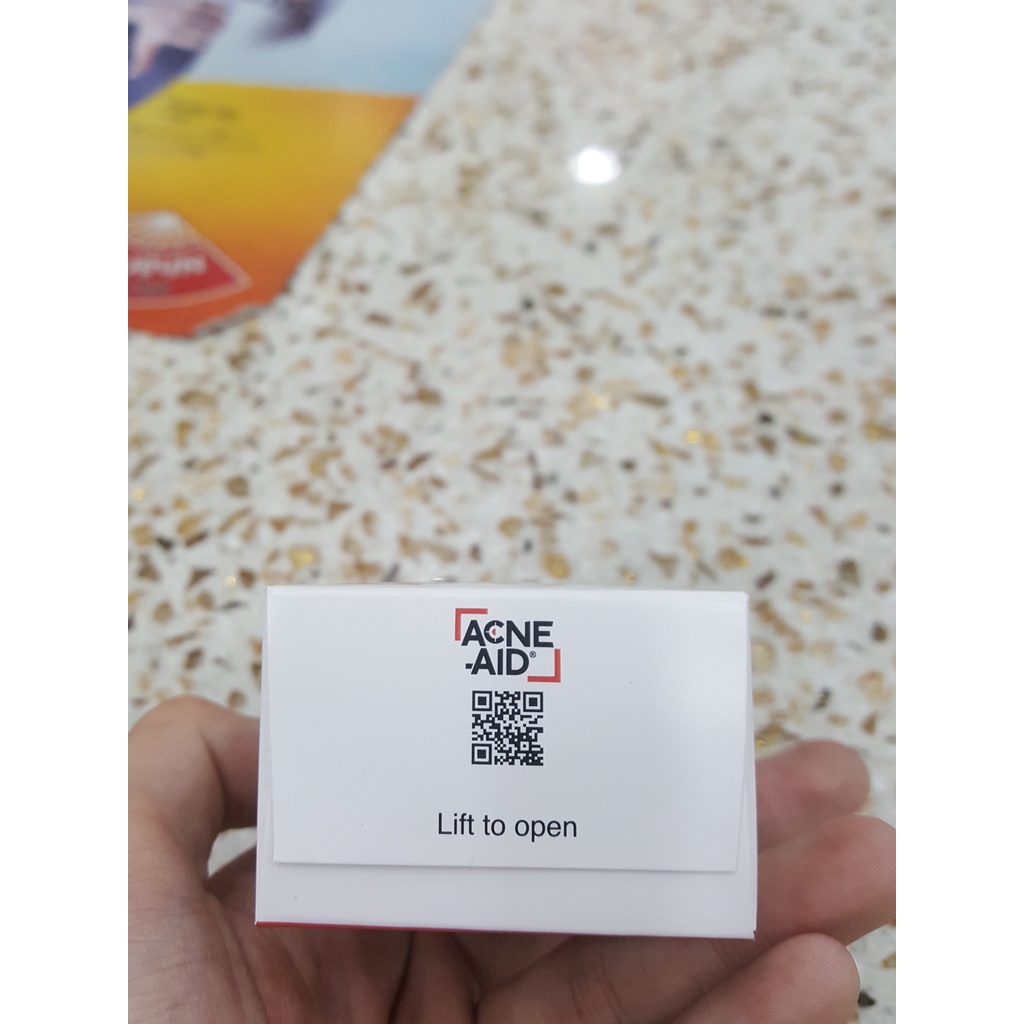 ACNE
-AID®
Lift to open